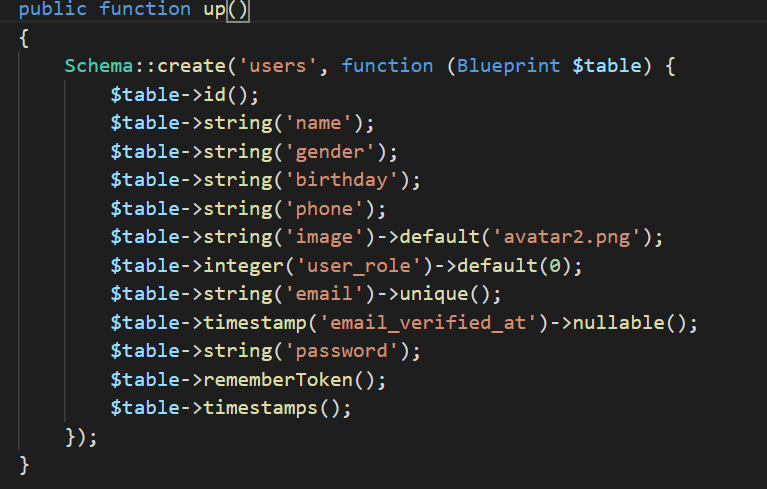 public function up()
{
    Schema::create('users', function (Blueprint $table) {
        $table->id();
        $table->string('name');
        $table->string('gender');
        $table->string('birthday');
        $table->string('phone');
        $table->string('image')->default('avatar2.png');
        $table->integer('user_role')->default(0);
        $table->string('email')->unique();
        $table->timestamp('email_verified_at')->nullable();
        $table->string('password');
        $table->rememberToken();
        $table->timestamps();
    });
}